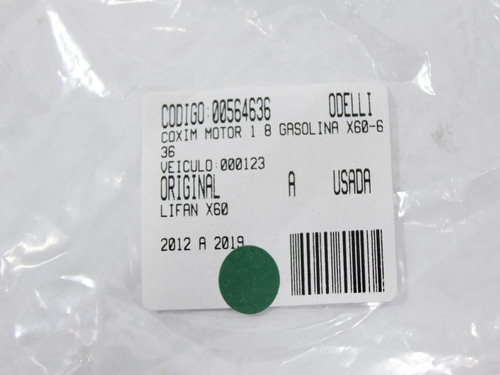 CODIGO:00564636 ODELLI
COXIM MOTOR 1 8 GASOLINA X60-6
36
VEICULO:000123
ORIGINAL A USADA
LIFAN X60
2012 A 2019